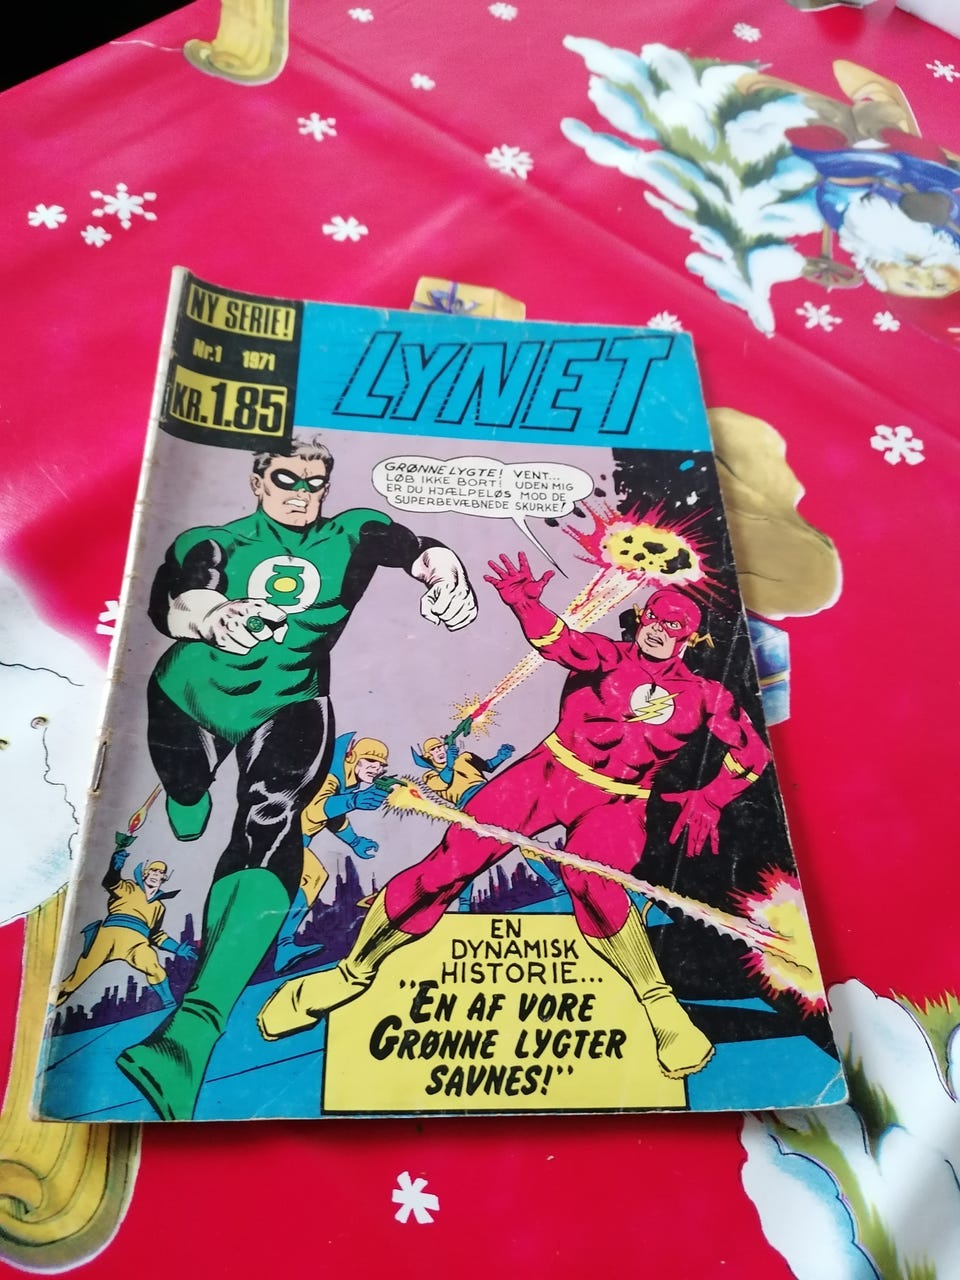 NY SERIE!
Nr.1 1971
KR.1.85
LYNET
GRØNNE LYGTE! VENT...
LØB IKKE BORT! UDEN MIG
ER DU HJÆLPELØS MOD DE
SUPERBEVÆBNEDE SKURKE!
EN
DYNAMISK
HISTORIE...
"EN AF VORE
GRØNNE LYGTER
SAVNES!"